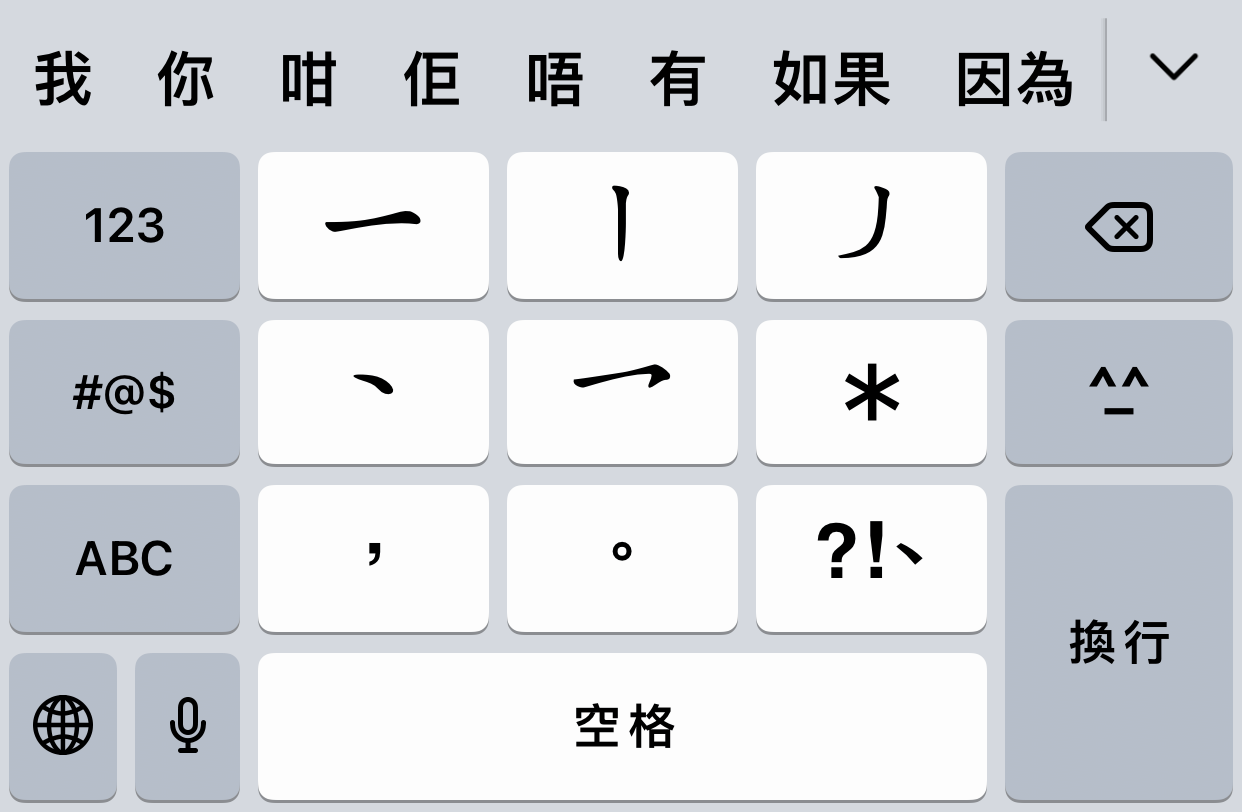 我 你 咁 佢 唔 有 如果 因為
123 一 丨 丿
#@$ 丶 乛 * ^_^
ABC ， 。 ?!、
換行
空格